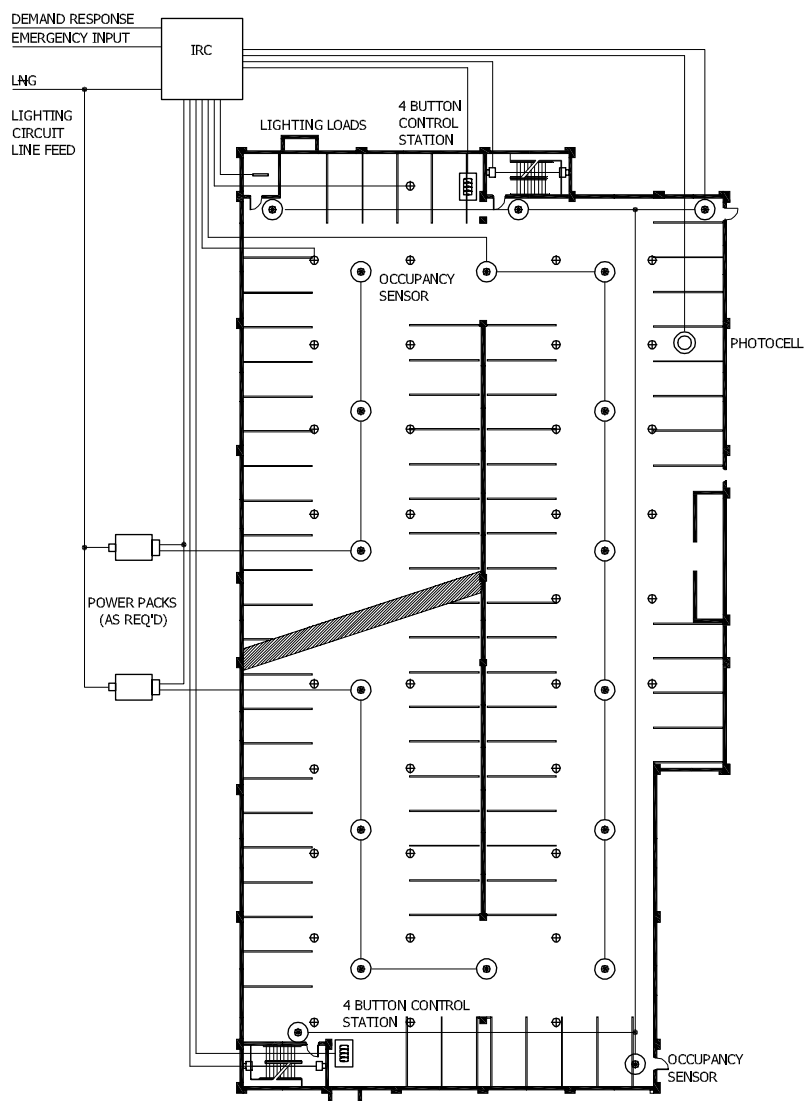 DEMAND RESPONSE
EMERGENCY INPUT
IRC
LNG
LIGHTING
CIRCUIT
LINE FEED
LIGHTING LOADS
4 BUTTON
CONTROL
STATION
OCCUPANCY
SENSOR
PHOTOCELL
POWER PACKS
(AS REQ'D)
4 BUTTON CONTROL
STATION
OCCUPANCY
SENSOR